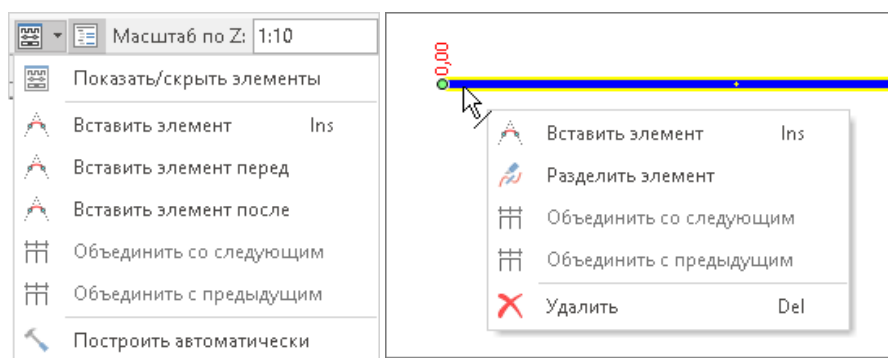 Масштаб по Z: 1:10
Показать/скрыть элементы
Вставить элемент Ins
Вставить элемент перед
Вставить элемент после
Объединить со следующим
Объединить с предыдущим
Построить автоматически
0,00
Вставить элемент Ins
Разделить элемент
Объединить со следующим
Объединить с предыдущим
Удалить Del